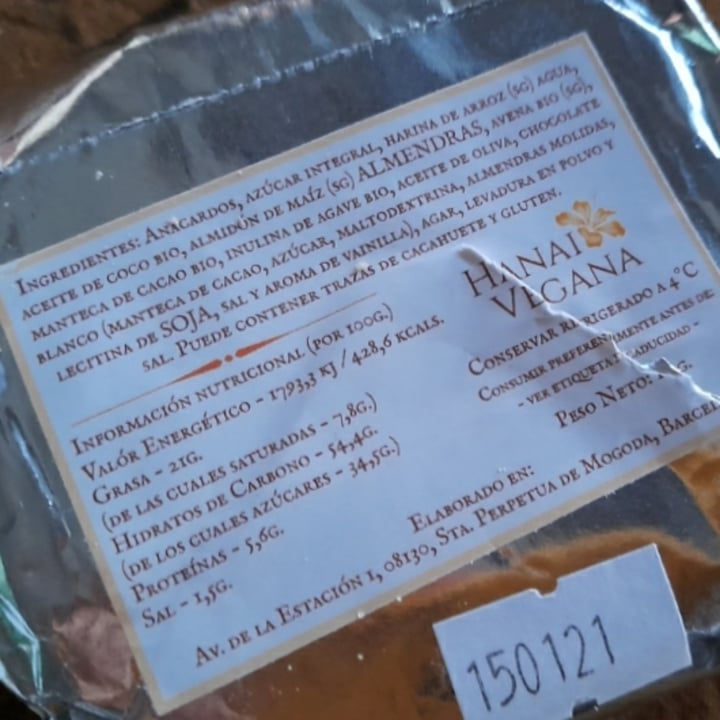 Ingredientes: Anacardos, azúcar integral, harina de arroz (sg) agua,
aceite de coco bio, almidón de maíz (sg) ALMENDRAS, avena bio (sg),
manteca de cacao bio, inulina de agave bio, aceite de oliva, chocolate
blanco (manteca de cacao, azúcar, maltodextrina, almendras molidas,
lecitina de SOJA, sal y aroma de vainilla), agar, levadura en polvo y
sal. Puede contener trazas de cacahuete y gluten.
Información nutricional (por 100g.)
Valór Energético - 1793,3 kj / 428,6 kcals.
Grasa - 21g.
(de las cuales saturadas - 7,8g.)
Hidratos de Carbono - 54,4g.
(de los cuales azúcares - 34,5g.)
Proteínas - 5,6g.
Sal - 1,5g.
HANAI
VEGANA
Conservar refrigerado a 4°C
Consumir preferentemente antes de:
- ver etiqueta caducidad -
Peso Neto:
Elaborado en:
Av. de la Estación 1, 08130, Sta. Perpetua de Mogoda,
150121